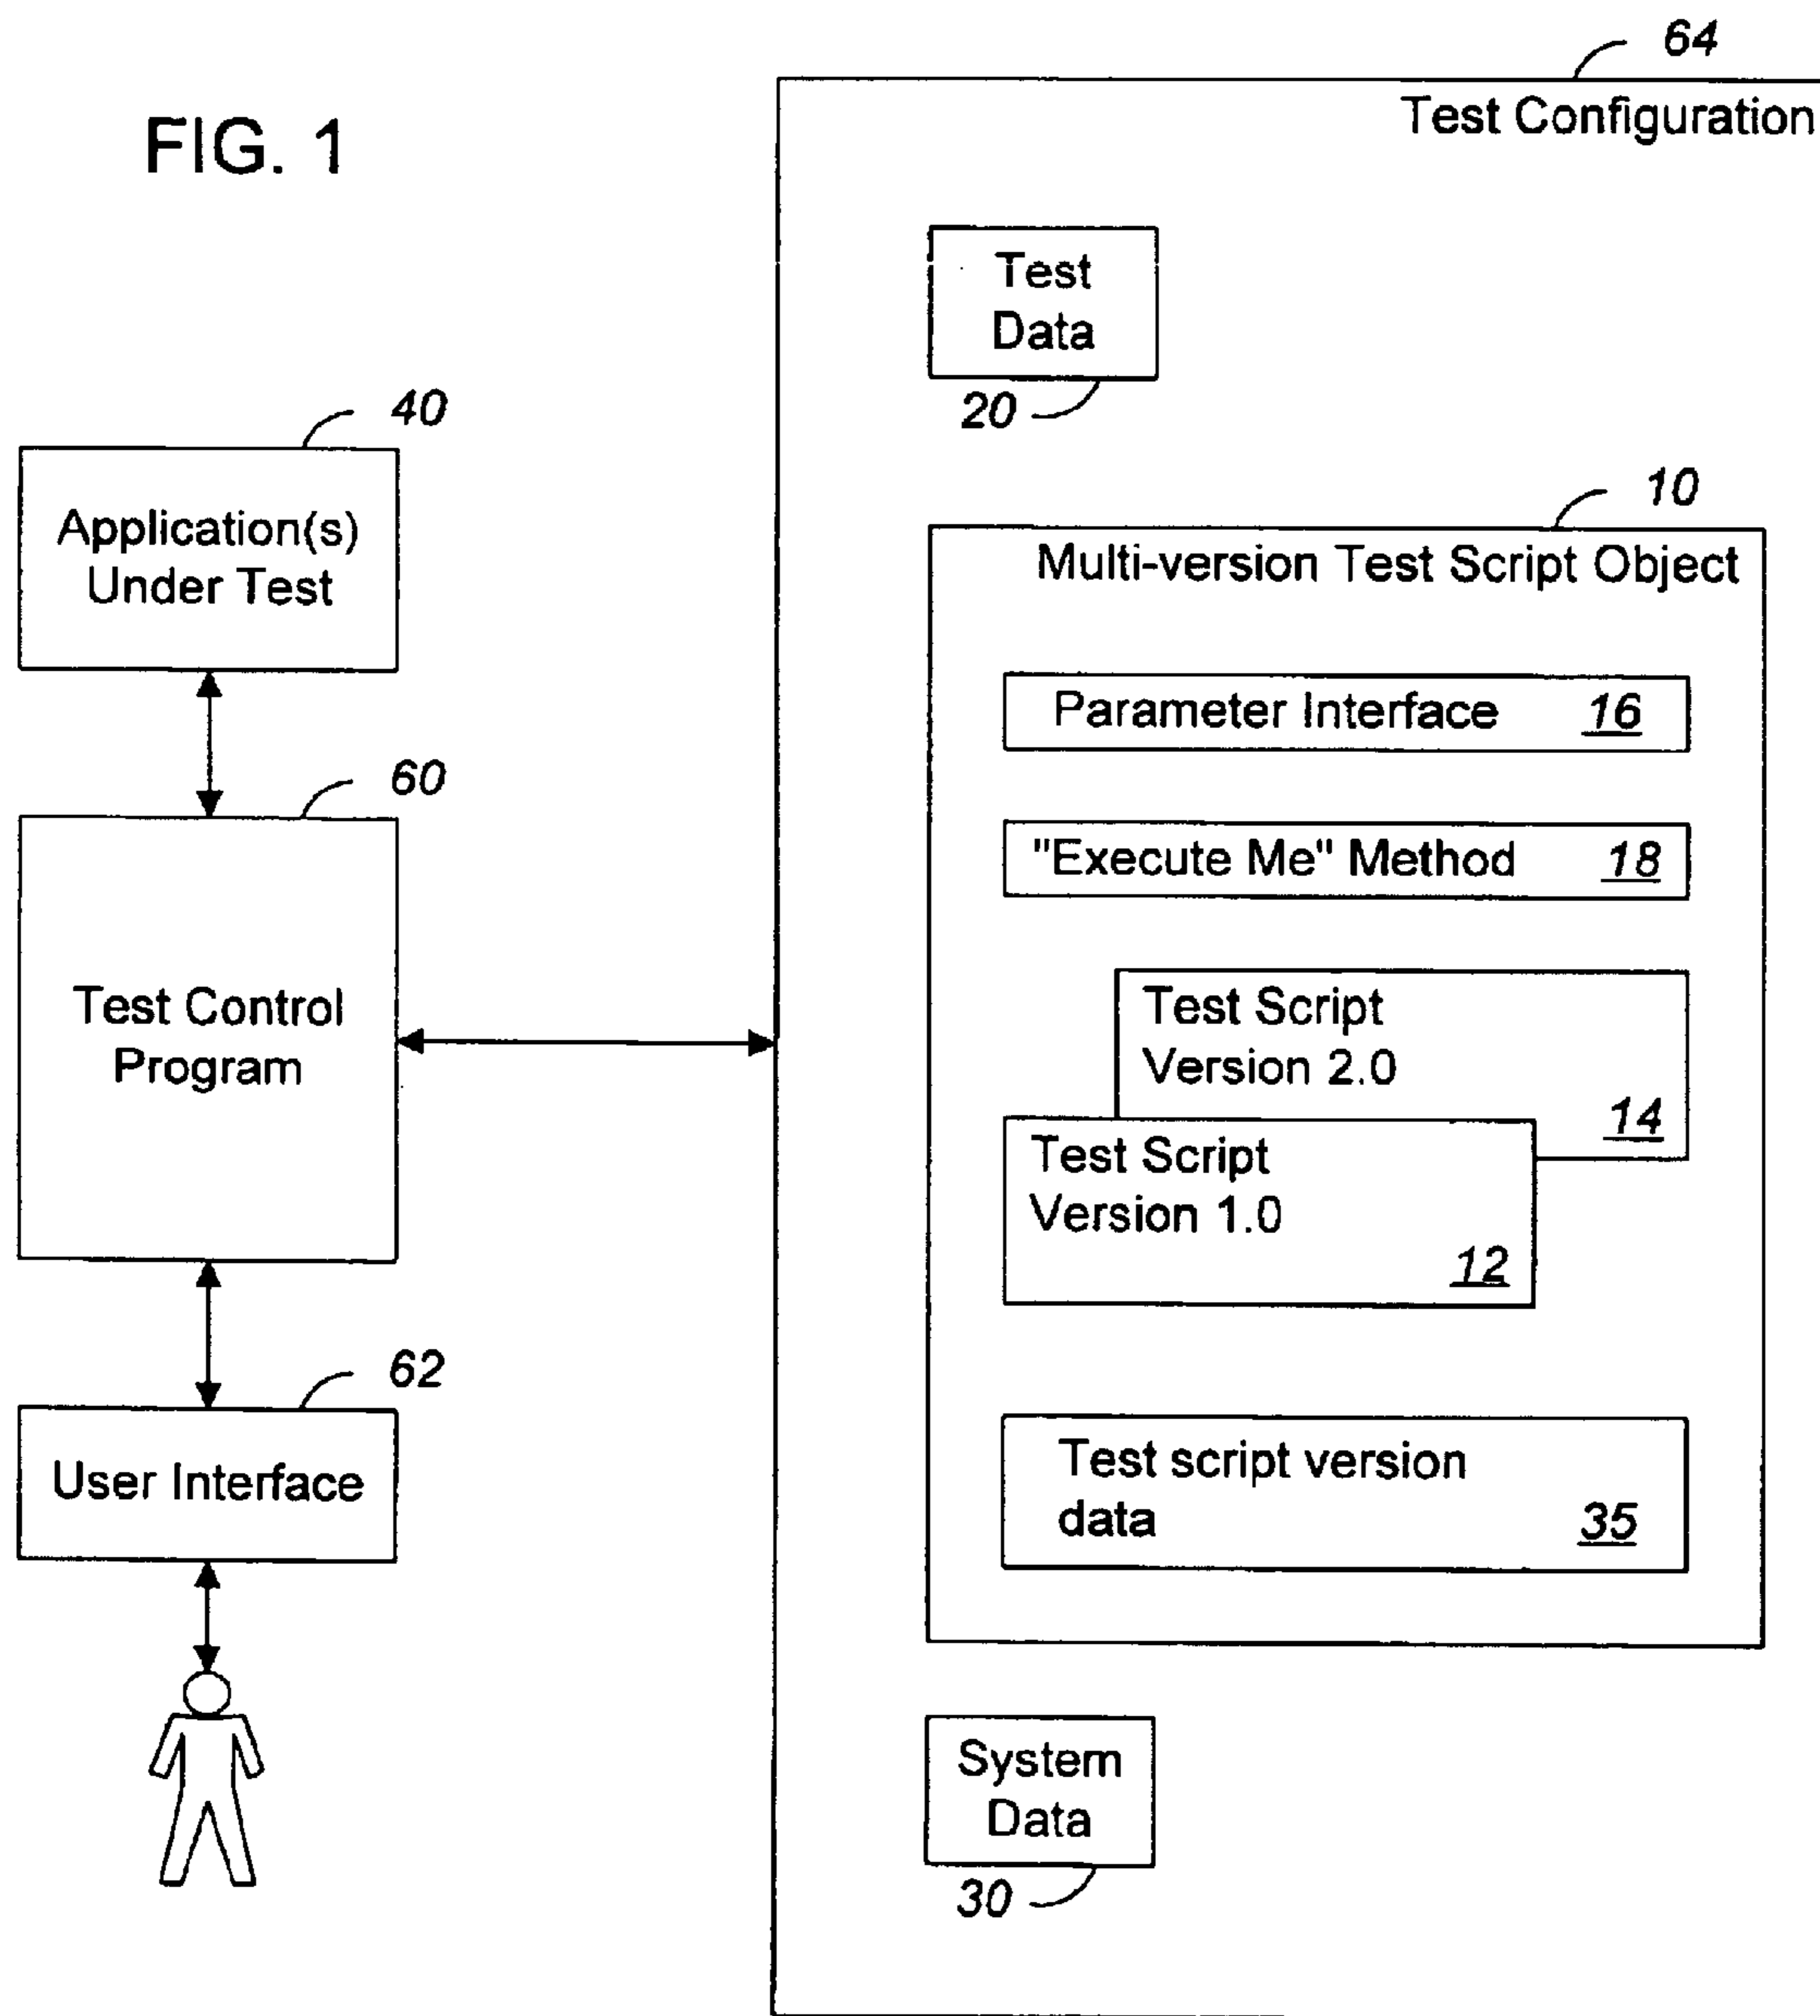 FIG. 1
64
Test Configuration
Test
Data
20
40
Application(s)
Under Test
10
Multi-version Test Script Object
Parameter Interface 16
60
"Execute Me" Method 18
Test Control
Program
Test Script
Version 2.0
14
Test Script
Version 1.0
12
62
User Interface
Test script version
data
35
System
Data
30